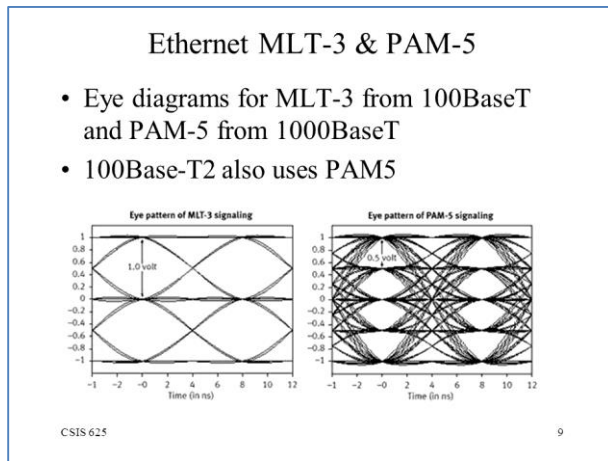 Ethernet MLT-3 & PAM-5
• Eye diagrams for MLT-3 from 100BaseT
and PAM-5 from 1000BaseT
• 100Base-T2 also uses PAM5
Eye pattern of MLT-3 signaling
1
0.8
0.6
0.4
0.2
0
-0.2
-0.4
-0.6
-0.8
-1
1.0 volt
-1 -2 -0 2 4 6 8 10 12
Time (in ns)
Eye pattern of PAM-5 signaling
1
0.8
0.6
0.4
0.2
0
-0.2
-0.4
-0.6
-0.8
-1
0.5 volt
-1 -2 -0 2 4 6 8 10 12
Time (in ns)
CSIS 625
9